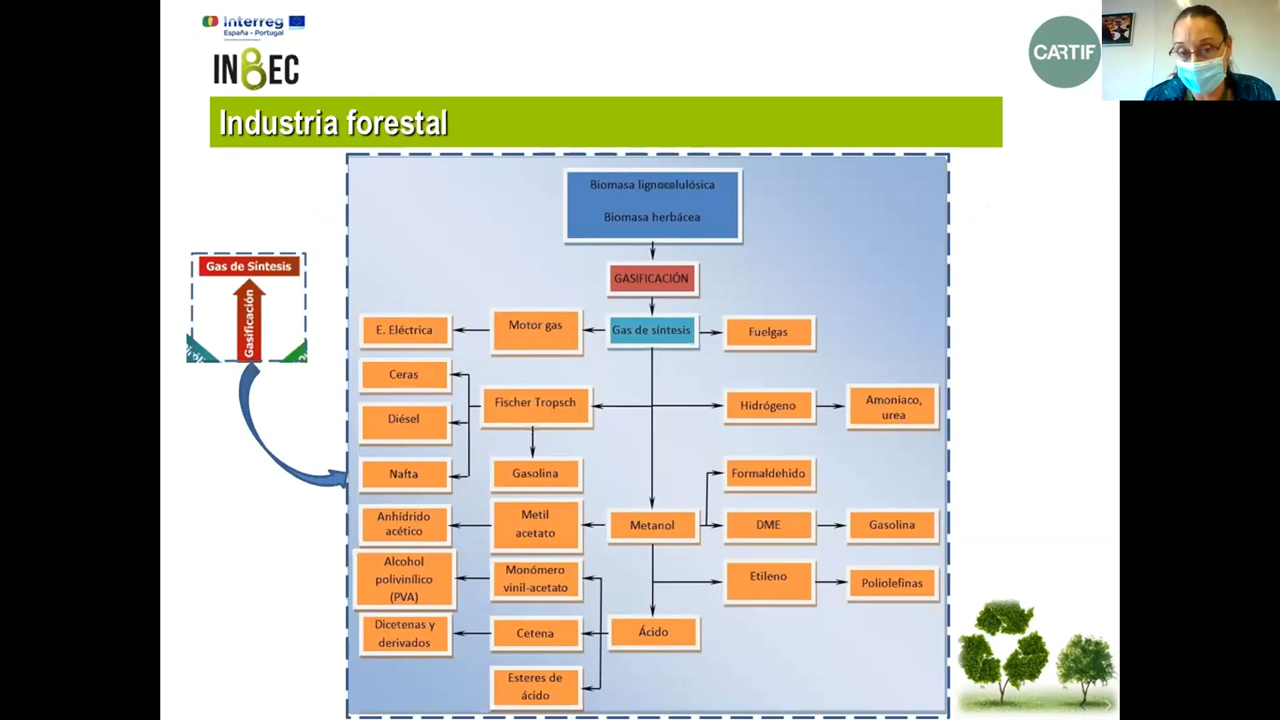 Interreg
España - Portugal
INBEC
CARTIF
Industria forestal
Biomasa lignocelulósica
Biomasa herbácea
GASIFICACIÓN
Gas de Síntesis
Gasificación
E. Eléctrica
Motor gas
Gas de síntesis
Fuelgas
Ceras
Fischer Tropsch
Hidrógeno
Amoníaco,
urea
Diésel
Nafta
Gasolina
Formaldehido
Anhídrido
acético
Metil
acetato
Metanol
DME
Gasolina
Alcohol
polivinílico
(PVA)
Monómero
vinil-acetato
Etileno
Poliolefinas
Dicetenas y
derivados
Cetena
Ácido
Esteres de
ácido